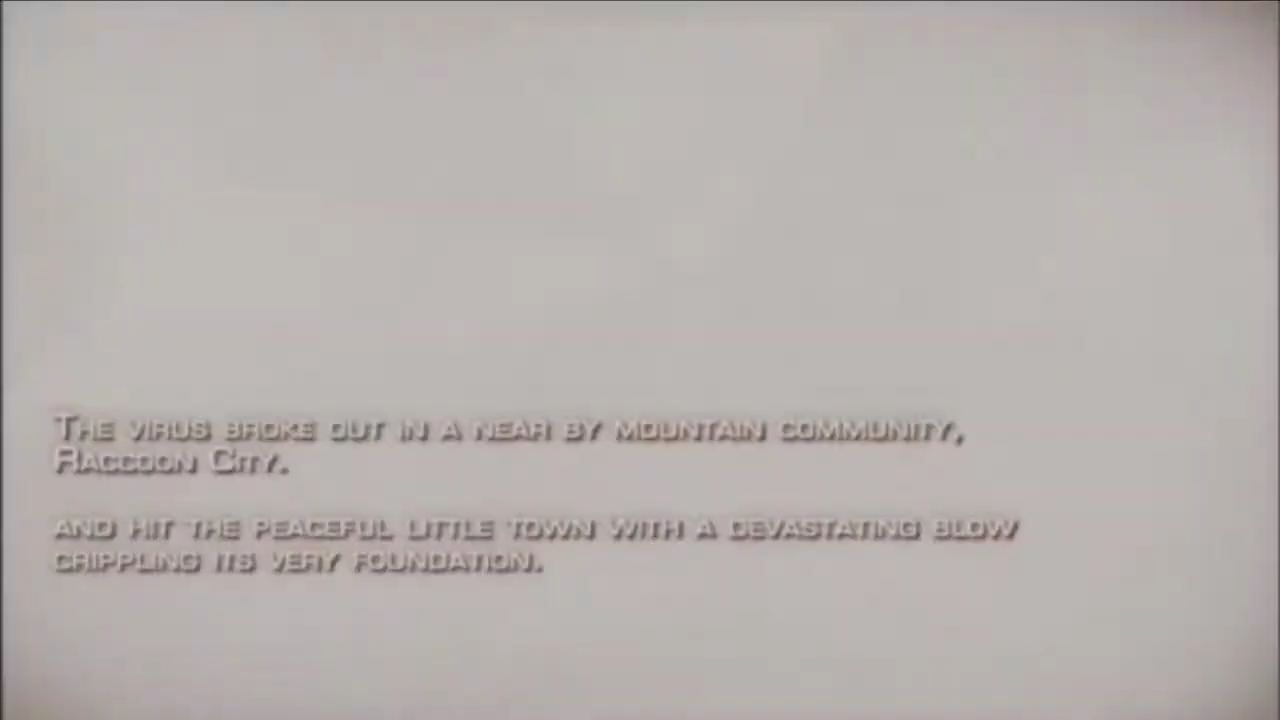 The virus broke out in a near by mountain community,
Raccoon City.
and hit the peaceful little town with a devastating blow
crippling its very foundation.